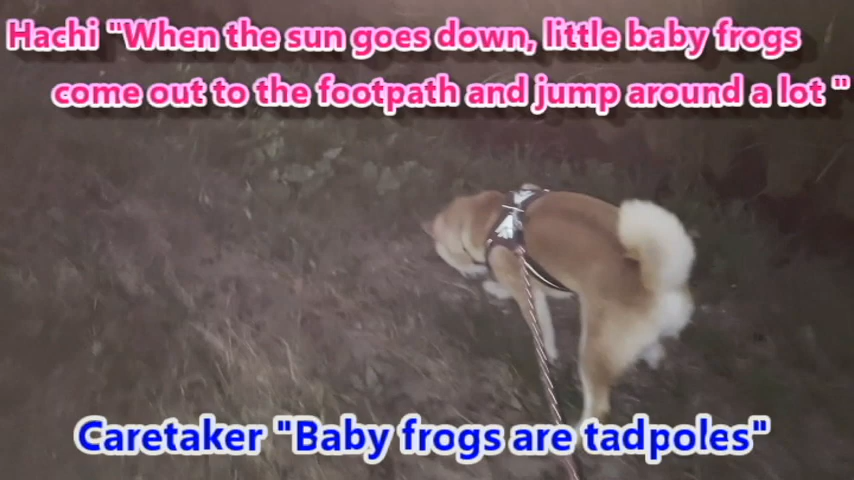 Hachi "When the sun goes down, little baby frogs
come out to the footpath and jump around a lot "
Caretaker "Baby frogs are tadpoles"